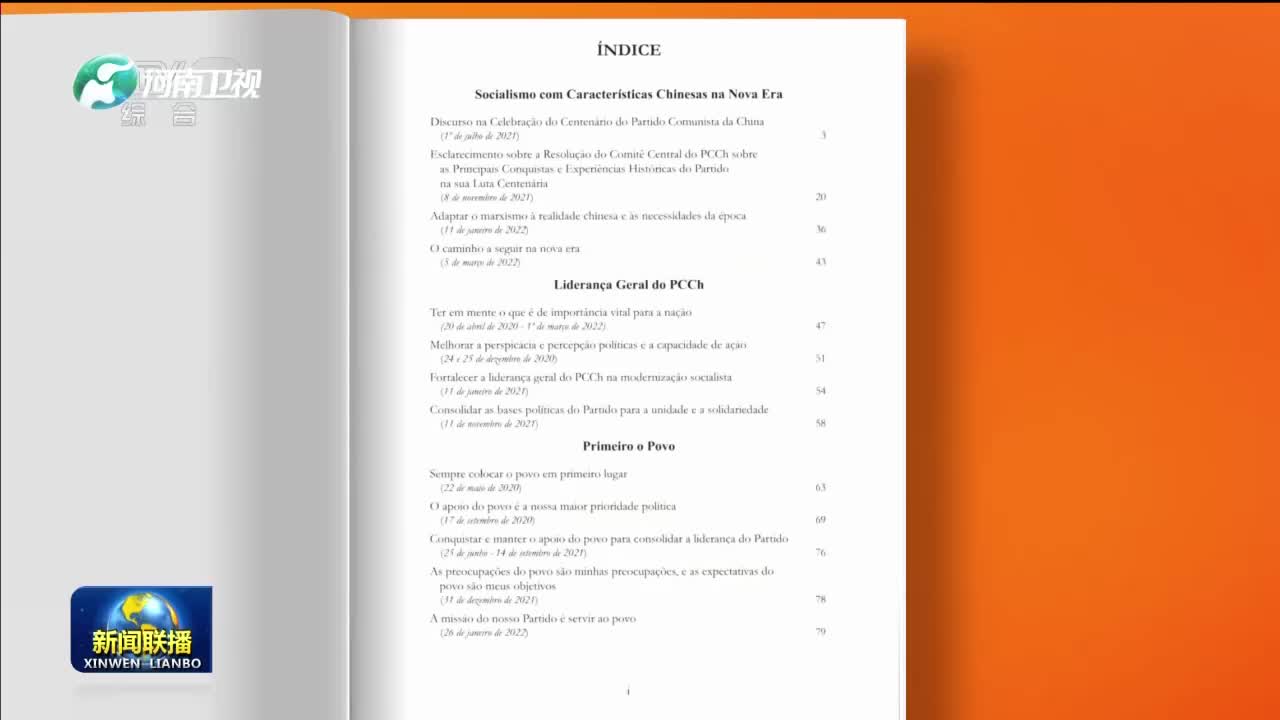 河南卫视
综合
ÍNDICE
Socialismo com Características Chinesas na Nova Era
Discurso na Celebração do Centenário do Partido Comunista da China
(1º de julho de 2021) 3
Esclarecimento sobre a Resolução do Comitê Central do PCCh sobre
as Principais Conquistas e Experiências Históricas do Partido
na sua Luta Centenária
(8 de novembro de 2021) 20
Adaptar o marxismo à realidade chinesa e às necessidades da época
(11 de janeiro de 2022) 36
O caminho a seguir na nova era
(5 de março de 2022) 43
Liderança Geral do PCCh
Ter em mente o que é de importância vital para a nação
(20 de abril de 2020 - 1º de março de 2022) 47
Melhorar a perspicácia e percepção políticas e a capacidade de ação
(24 e 25 de dezembro de 2020) 51
Fortalecer a liderança geral do PCCh na modernização socialista
(11 de janeiro de 2021) 54
Consolidar as bases políticas do Partido para a unidade e a solidariedade
(11 de novembro de 2021) 58
Primeiro o Povo
Sempre colocar o povo em primeiro lugar
(22 de maio de 2020) 63
O apoio do povo é a nossa maior prioridade política
(17 de setembro de 2020) 69
Conquistar e manter o apoio do povo para consolidar a liderança do Partido
(25 de junho - 14 de setembro de 2021) 76
As preocupações do povo são minhas preocupações, e as expectativas do
povo são meus objetivos
(31 de dezembro de 2021) 78
A missão do nosso Partido é servir ao povo
(26 de janeiro de 2022) 79
i
新闻联播
XINWEN LIANBO